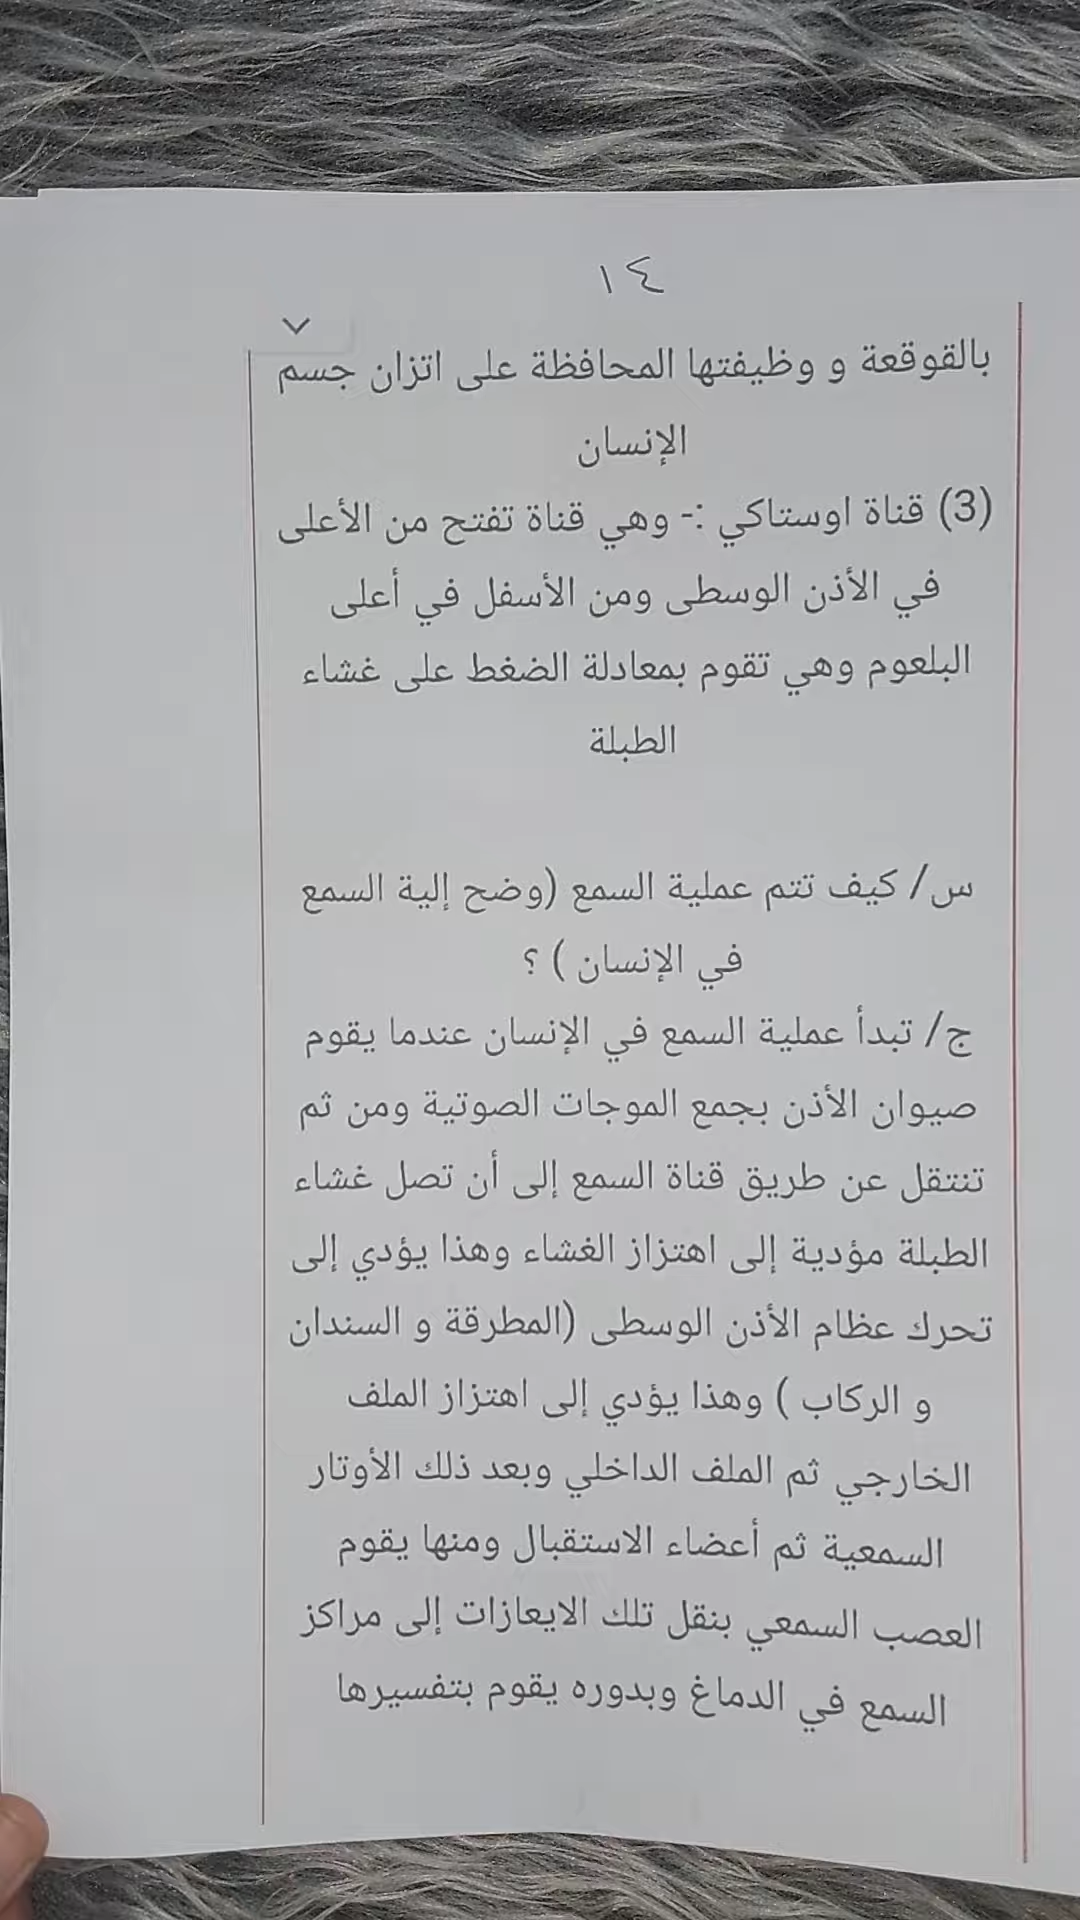 ١٤
بالقوقعة و وظيفتها المحافظة على اتزان جسم
الإنسان
(3) قناة اوستاكي :- وهي قناة تفتح من الأعلى
في الأذن الوسطى ومن الأسفل في أعلى
البلعوم وهي تقوم بمعادلة الضغط على غشاء
الطبلة
س/ كيف تتم عملية السمع (وضح إلية السمع
في الإنسان ) ؟
ج/ تبدأ عملية السمع في الإنسان عندما يقوم
صيوان الأذن بجمع الموجات الصوتية ومن ثم
تنتقل عن طريق قناة السمع إلى أن تصل غشاء
الطبلة مؤدية إلى اهتزاز الغشاء وهذا يؤدي إلى
تحرك عظام الأذن الوسطى (المطرقة و السندان
و الركاب ) وهذا يؤدي إلى اهتزاز الملف
الخارجي ثم الملف الداخلي وبعد ذلك الأوتار
السمعية ثم أعضاء الاستقبال ومنها يقوم
العصب السمعي بنقل تلك الايعازات إلى مراكز
السمع في الدماغ وبدوره يقوم بتفسيرها